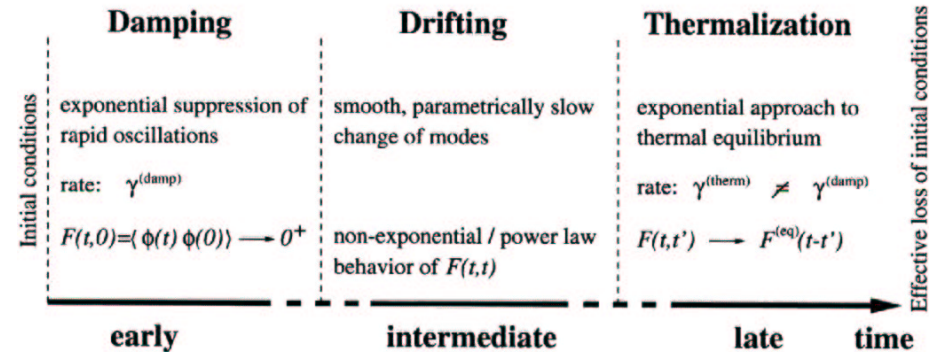 Damping
Drifting
Thermalization
Initial conditions
exponential suppression of
rapid oscillations
rate: γ(damp)
F(t,0)=⟨ φ(t) φ(0)⟩ → 0+
smooth, parametrically slow
change of modes
non-exponential / power law
behavior of F(t,t)
exponential approach to
thermal equilibrium
rate: γ(therm) ≠ γ(damp)
F(t,t') → F(eq)(t-t')
Effective loss of initial conditions
early
intermediate
late
time